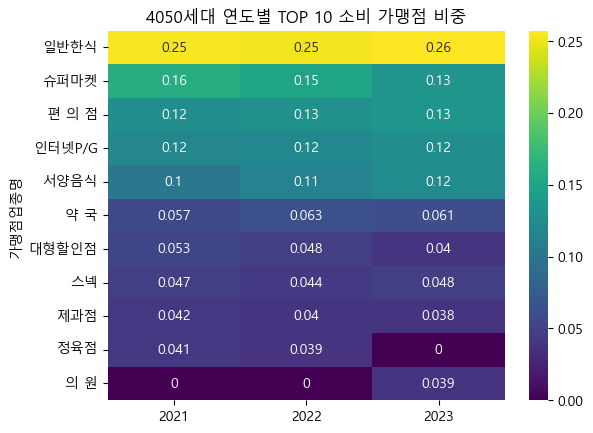 4050세대 연도별 TOP 10 소비 가맹점 비중
가맹점업종명
일반한식 0.25 0.25 0.26
슈퍼마켓 0.16 0.15 0.13
편 의 점 0.12 0.13 0.13
인터넷P/G 0.12 0.12 0.12
서양음식 0.1 0.11 0.12
약 국 0.057 0.063 0.061
대형할인점 0.053 0.048 0.04
스넥 0.047 0.044 0.048
제과점 0.042 0.04 0.038
정육점 0.041 0.039 0
의 원 0 0 0.039
2021 2022 2023
0.25
0.20
0.15
0.10
0.05
0.00